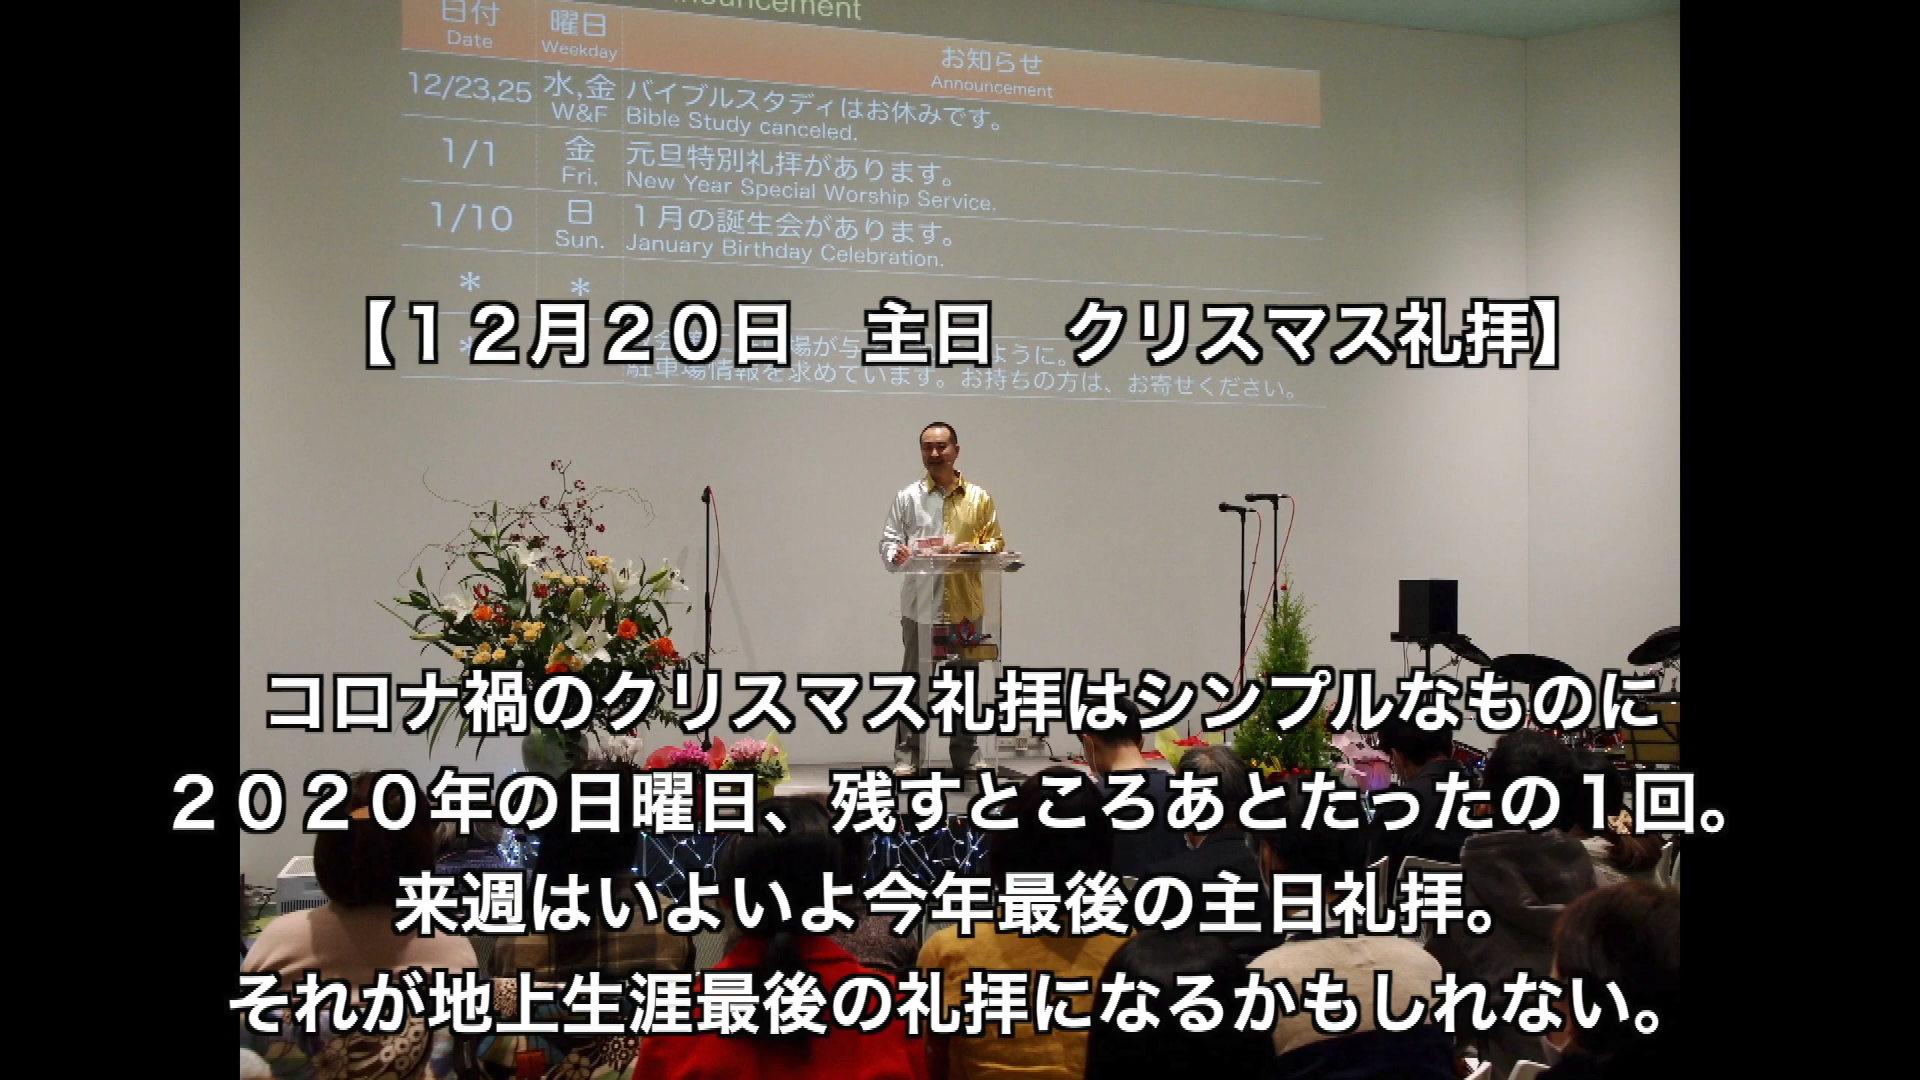 日付
Date
曜日
Weekday
お知らせ
Announcement
12/23,25
水,金
W&F
バイブルスタディはお休みです。
Bible Study canceled.
1/1
金
Fri.
元旦特別礼拝があります。
New Year Special Worship Service.
1/10
日
Sun.
１月の誕生会があります。
January Birthday Celebration.
*
*
【１２月２０日　主日　クリスマス礼拝】
駐車場情報を求めています。お持ちの方は、お寄せください。
コロナ禍のクリスマス礼拝はシンプルなものに
２０２０年の日曜日、残すところあとたったの１回。
来週はいよいよ今年最後の主日礼拝。
それが地上生涯最後の礼拝になるかもしれない。